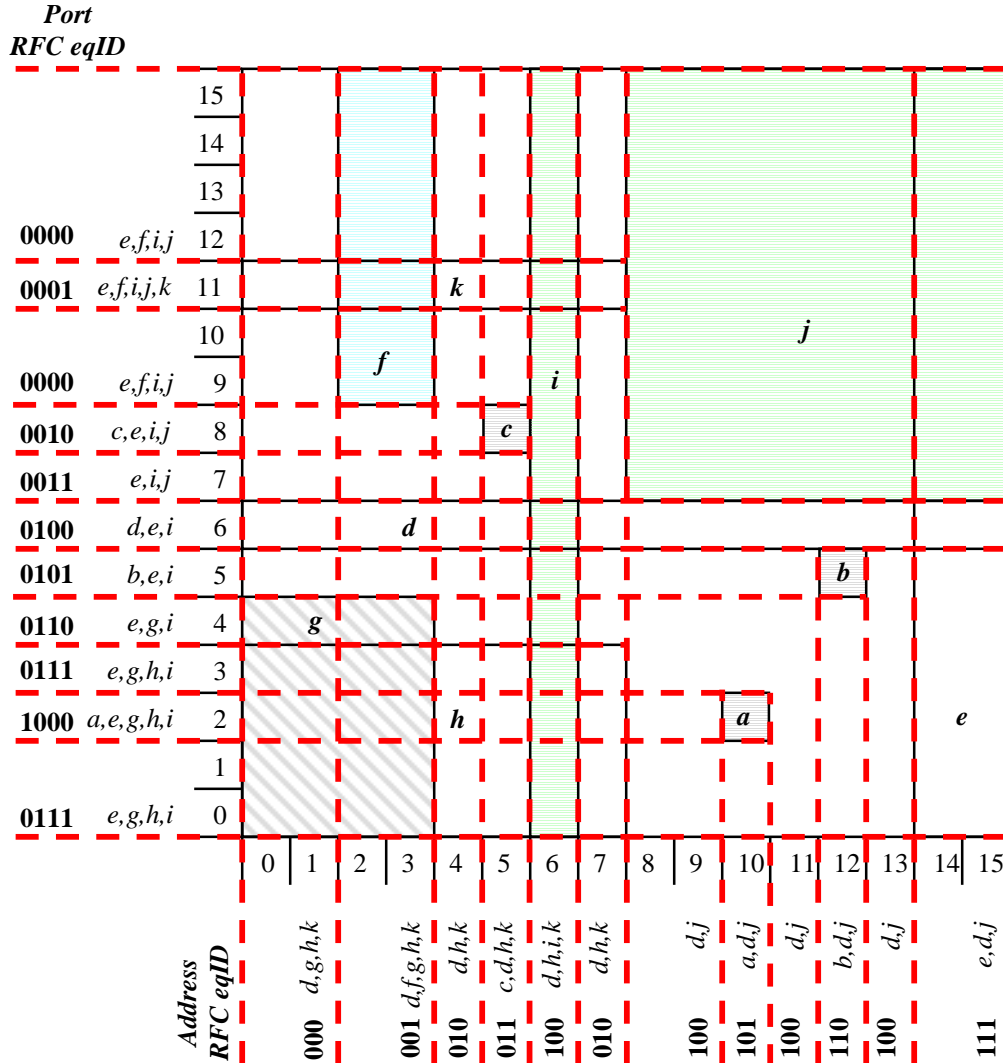 Port
RFC eqID
15
14
13
0000 e,f,i,j 12
0001 e,f,i,j,k 11 k
10 j
0000 e,f,i,j 9 f i
0010 c,e,i,j 8 c
0011 e,i,j 7
0100 d,e,i 6 d
0101 b,e,i 5 b
0110 e,g,i 4 g
0111 e,g,h,i 3
1000 a,e,g,h,i 2 h a e
1
0111 e,g,h,i 0
0 1 2 3 4 5 6 7 8 9 10 11 12 13 14 15
d,g,h,k d,f,g,h,k d,h,k c,d,h,k d,h,i,k d,h,k d,j a,d,j d,j b,d,j d,j e,d,j
Address
RFC eqID
000 001 010 011 100 010 100 101 100 110 100 111